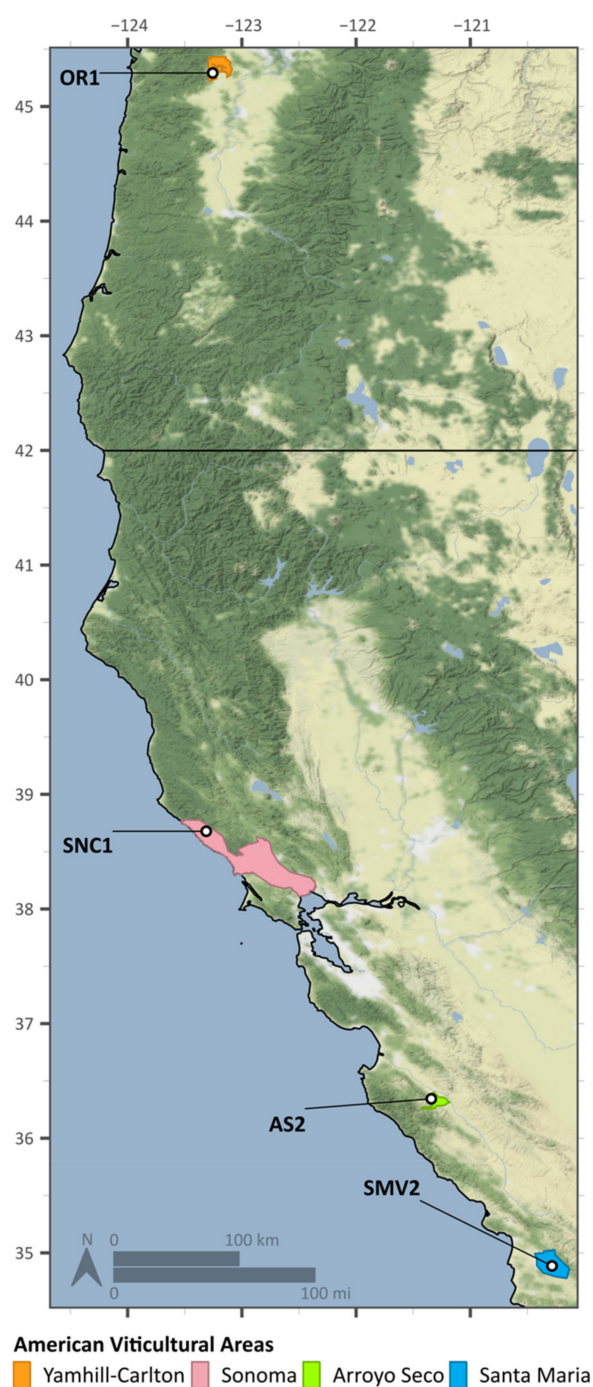 −124 −123 −122 −121
OR1
45
44
43
42
41
40
39
SNC1
38
37
AS2
36
SMV2
N 0 100 km
35
0 100 mi
American Viticultural Areas
Yamhill-Carlton Sonoma Arroyo Seco Santa Maria